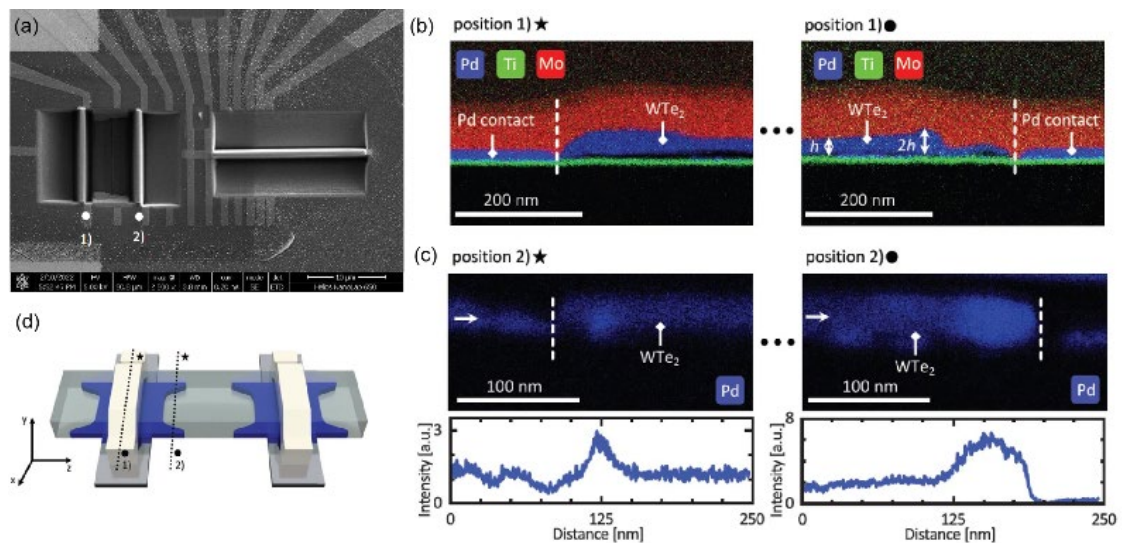 (a)
1)
2)
10 µm
(b)
position 1)★
Pd Ti Mo
WTe₂
Pd contact
200 nm
position 1)●
Pd Ti Mo
WTe₂
Pd contact
h
2h
200 nm
(c)
position 2)★
WTe₂
100 nm
Pd
position 2)●
WTe₂
100 nm
Pd
Intensity [a.u.]
3
0
0 125 250
Distance [nm]
Intensity [a.u.]
8
0
0 125 250
Distance [nm]
(d)
★
★
1)
2)
y
x
z